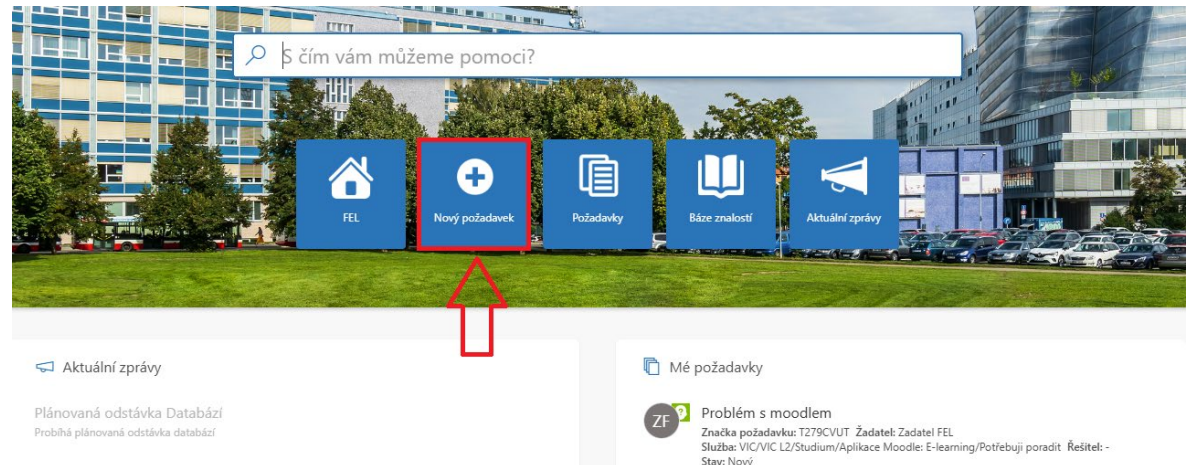 S čím vám můžeme pomoci?
FEL
Nový požadavek
Požadavky
Báze znalostí
Aktuální zprávy
Aktuální zprávy
Plánovaná odstávka Databází
Probíhá plánovaná odstávka databází
Mé požadavky
ZF
?
Problém s moodlem
Značka požadavku: T279CVUT Žadatel: Zadatel FEL
Služba: VIC/VIC L2/Studium/Aplikace Moodle: E-learning/Potřebuji poradit Řešitel: -
Stav: Nový